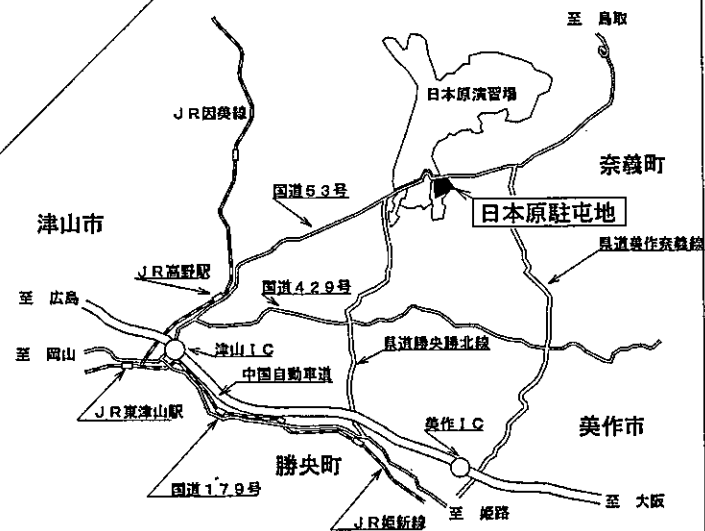 至 鳥取
日本原演習場
JR因美線
奈義町
国道53号
日本原駐屯地
津山市
県道美作奈義線
JR高野駅
国道429号
至 広島
至 岡山
津山IC
県道勝央勝北線
中国自動車道
JR東津山駅
美作IC
美作市
勝央町
国道179号
至 大阪
至 姫路
JR姫新線